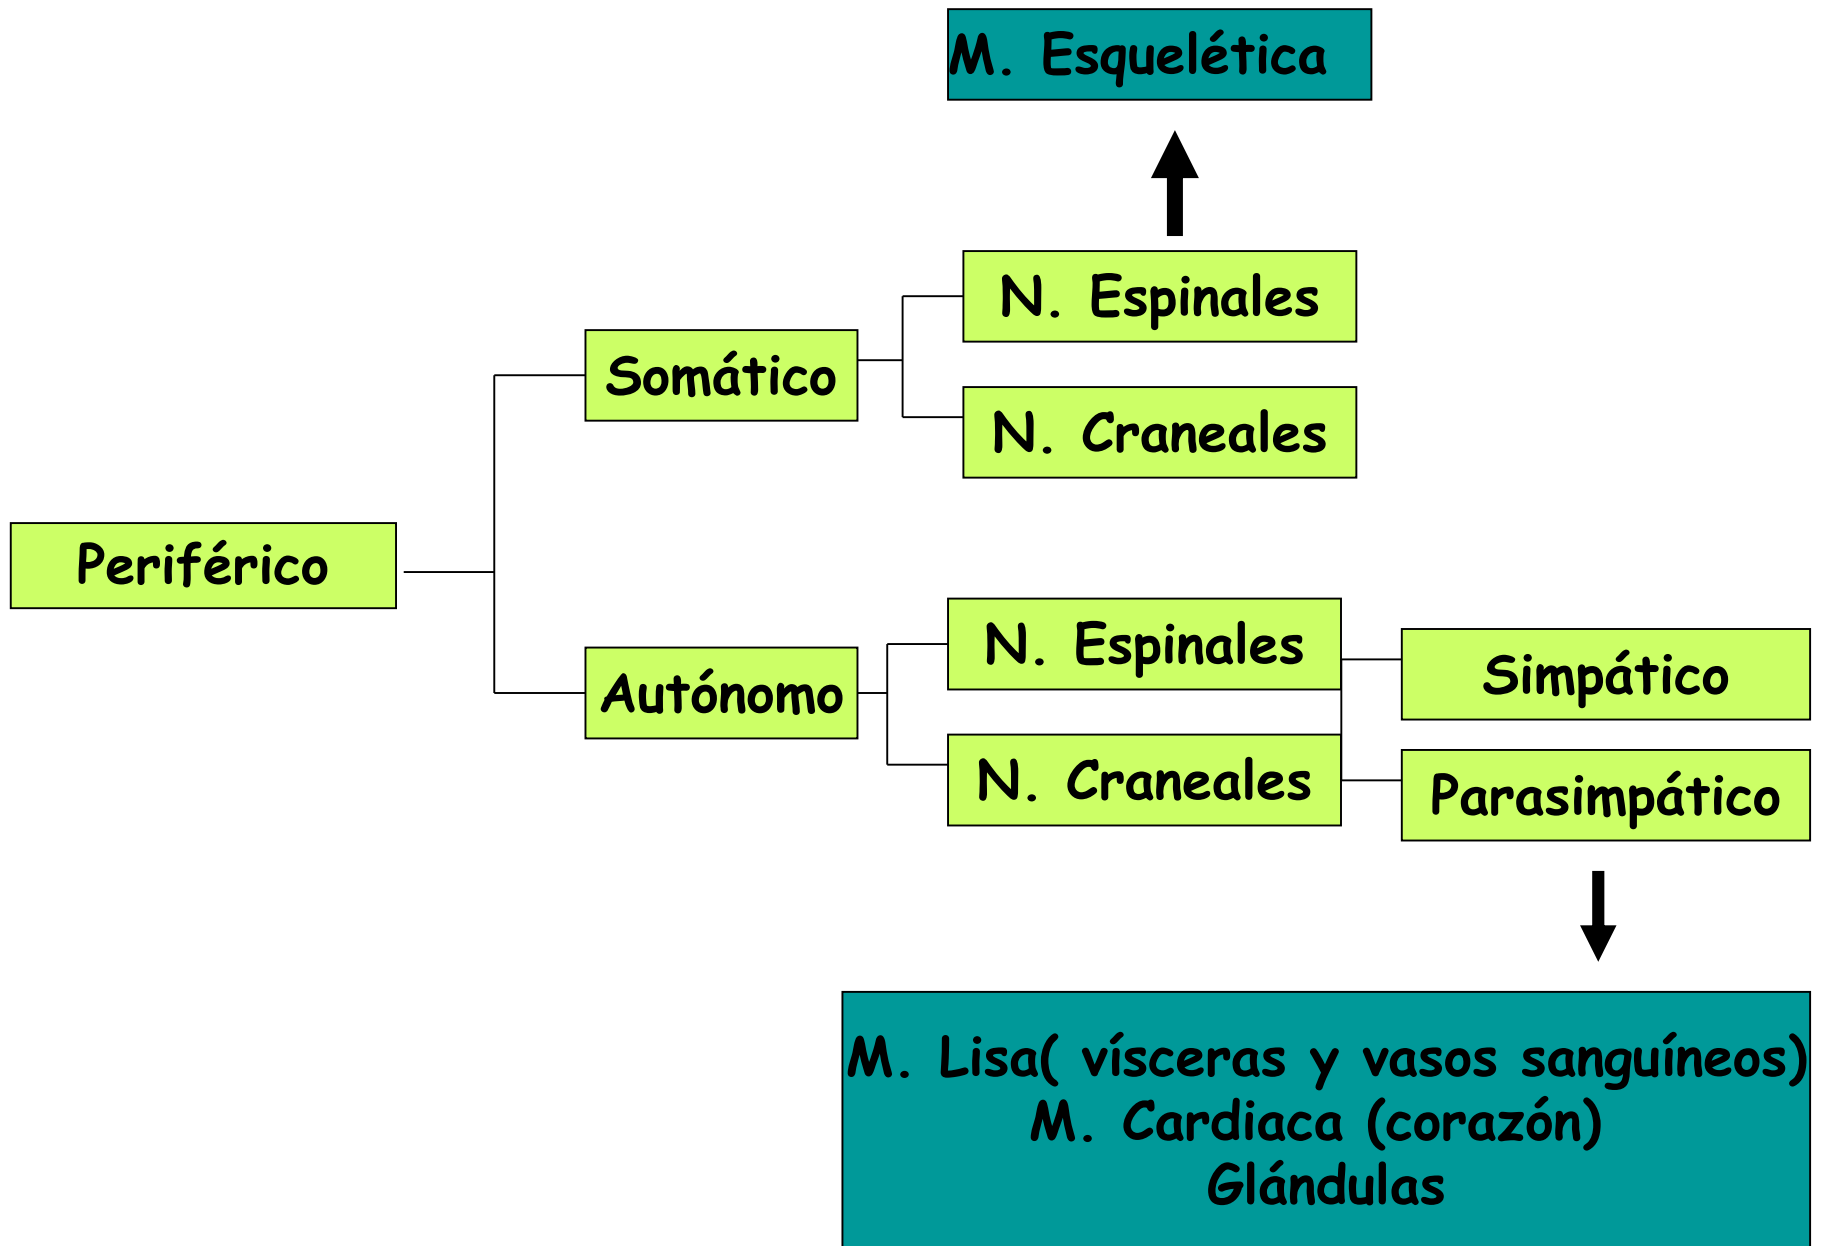 M. Esquelética
N. Espinales
Somático
N. Craneales
Periférico
N. Espinales
Simpático
Autónomo
N. Craneales
Parasimpático
M. Lisa( vísceras y vasos sanguíneos)
M. Cardiaca (corazón)
Glándulas